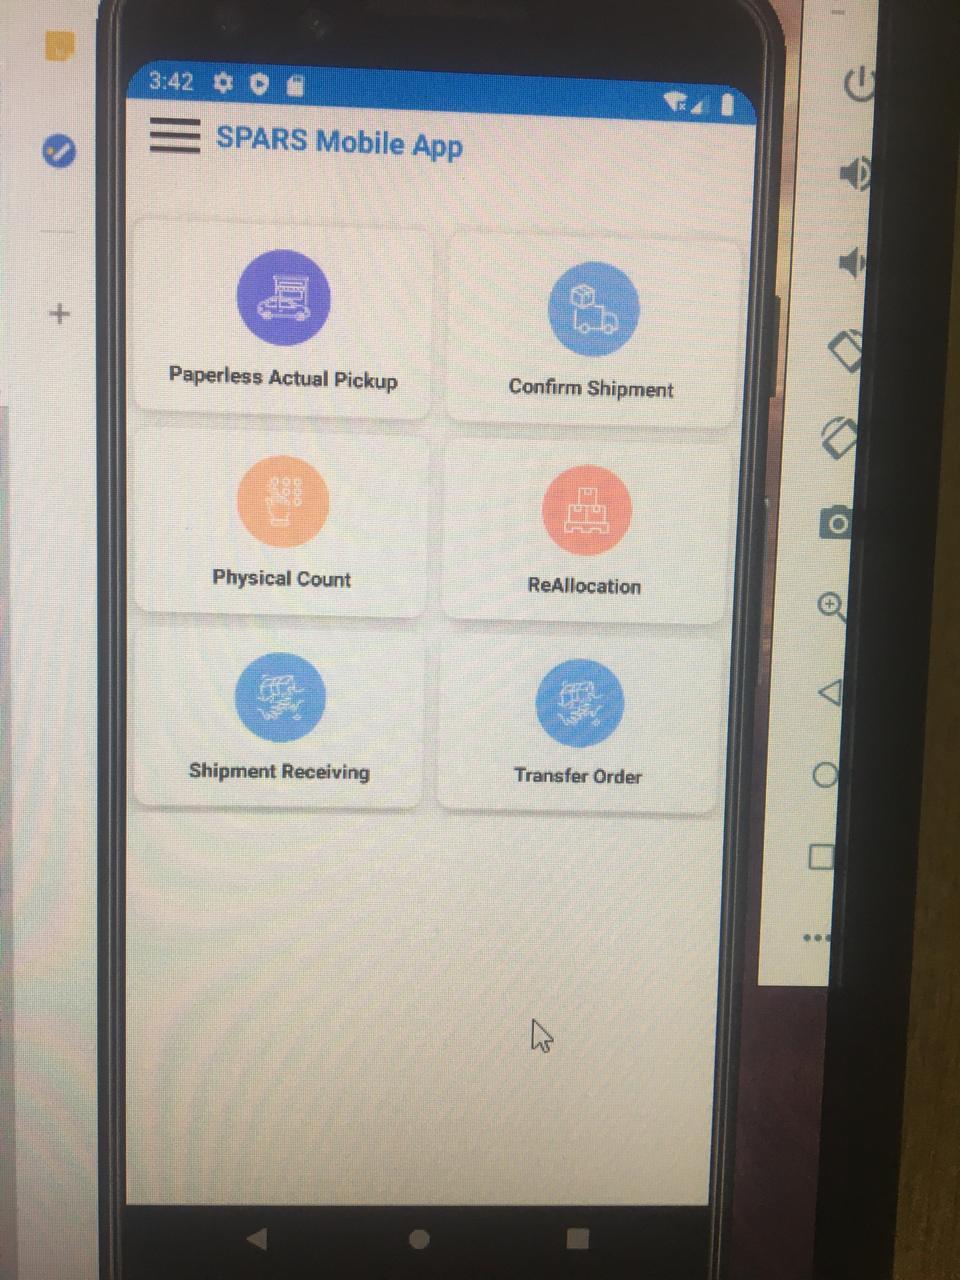 3:42
SPARS Mobile App
Paperless Actual Pickup
Confirm Shipment
Physical Count
ReAllocation
Shipment Receiving
Transfer Order